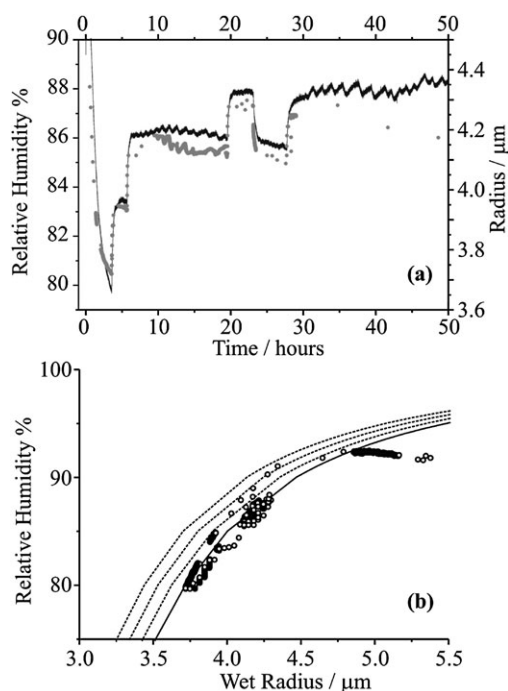 0 10 20 30 40 50
90
88
86
84
82
80
Relative Humidity %
4.4
4.2
4.0
3.8
3.6
Radius / μm
(a)
0 10 20 30 40 50
Time / hours
100
90
80
Relative Humidity %
(b)
3.0 3.5 4.0 4.5 5.0 5.5
Wet Radius / μm